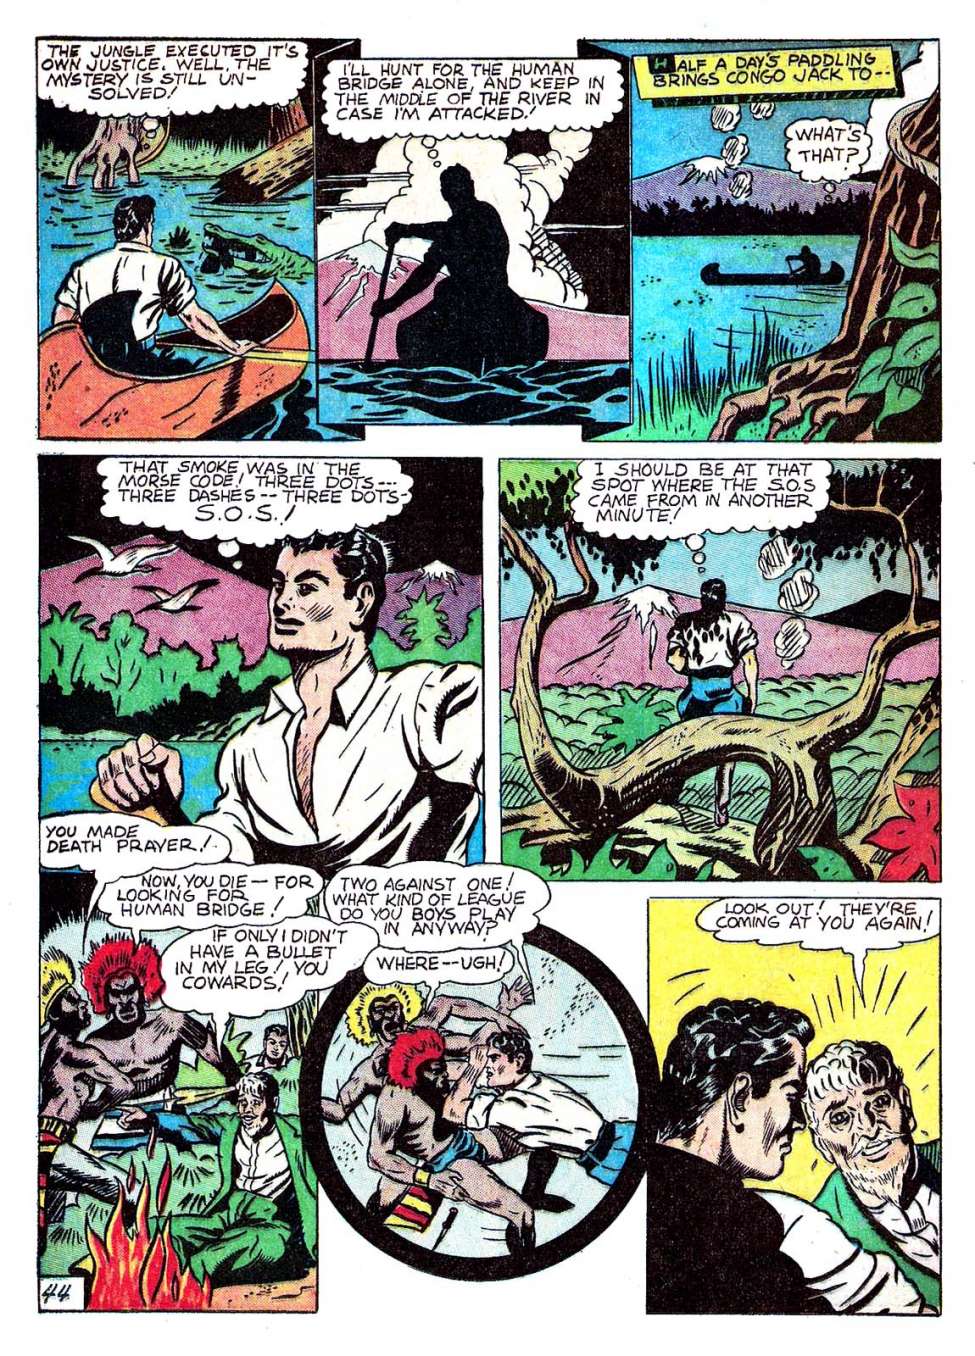 THE JUNGLE EXECUTED IT'S
OWN JUSTICE. WELL, THE
MYSTERY IS STILL UN-
SOLVED!
I'LL HUNT FOR THE HUMAN
BRIDGE ALONE, AND KEEP IN
THE MIDDLE OF THE RIVER IN
CASE I'M ATTACKED!
HALF A DAY'S PADDLING
BRINGS CONGO JACK TO--
WHAT'S
THAT?
THAT SMOKE WAS IN THE
MORSE CODE! THREE DOTS---
THREE DASHES -- THREE DOTS-
S.O.S.!
I SHOULD BE AT THAT
SPOT WHERE THE S.O.S
CAME FROM IN ANOTHER
MINUTE!
YOU MADE
DEATH PRAYER!
NOW, YOU DIE — FOR
LOOKING FOR
HUMAN BRIDGE!
IF ONLY I DIDN'T
HAVE A BULLET
IN MY LEG! YOU
COWARDS!
TWO AGAINST ONE!
WHAT KIND OF LEAGUE
DO YOU BOYS PLAY
IN ANYWAY?
WHERE--UGH!
LOOK OUT! THEY'RE
COMING AT YOU AGAIN!
44